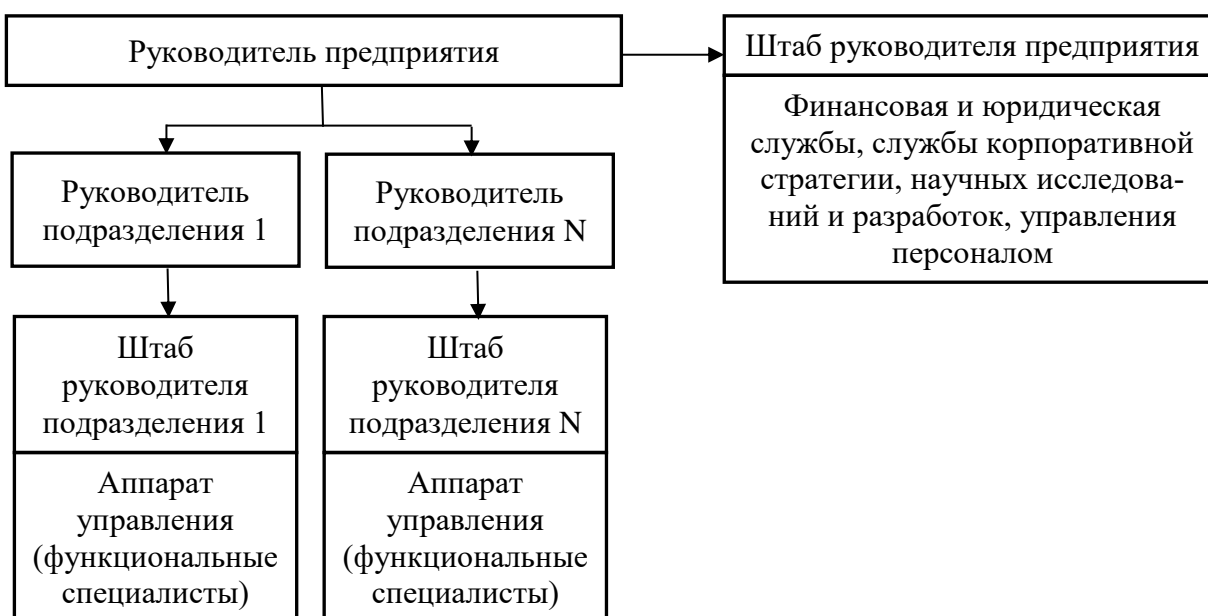 Руководитель предприятия
Штаб руководителя предприятия
Финансовая и юридическая
службы, службы корпоративной
стратегии, научных исследова-
ний и разработок, управления
персоналом
Руководитель
подразделения 1
Руководитель
подразделения N
Штаб
руководителя
подразделения 1
Аппарат
управления
(функциональные
специалисты)
Штаб
руководителя
подразделения N
Аппарат
управления
(функциональные
специалисты)